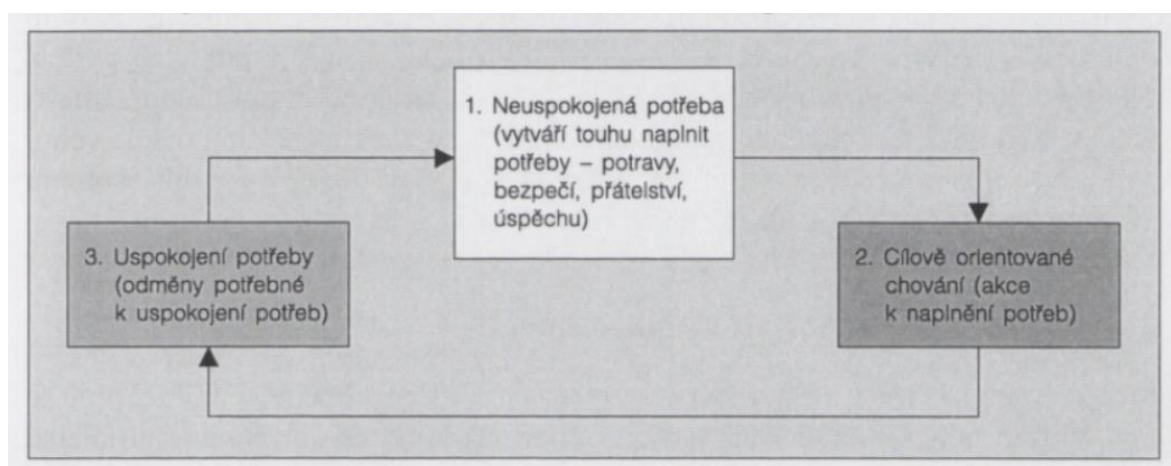 1. Neuspokojená potřeba
(vytváří touhu naplnit
potřeby – potravy,
bezpečí, přátelství,
úspěchu)
2. Cílově orientované
chování (akce
k naplnění potřeb)
3. Uspokojení potřeby
(odměny potřebné
k uspokojení potřeb)